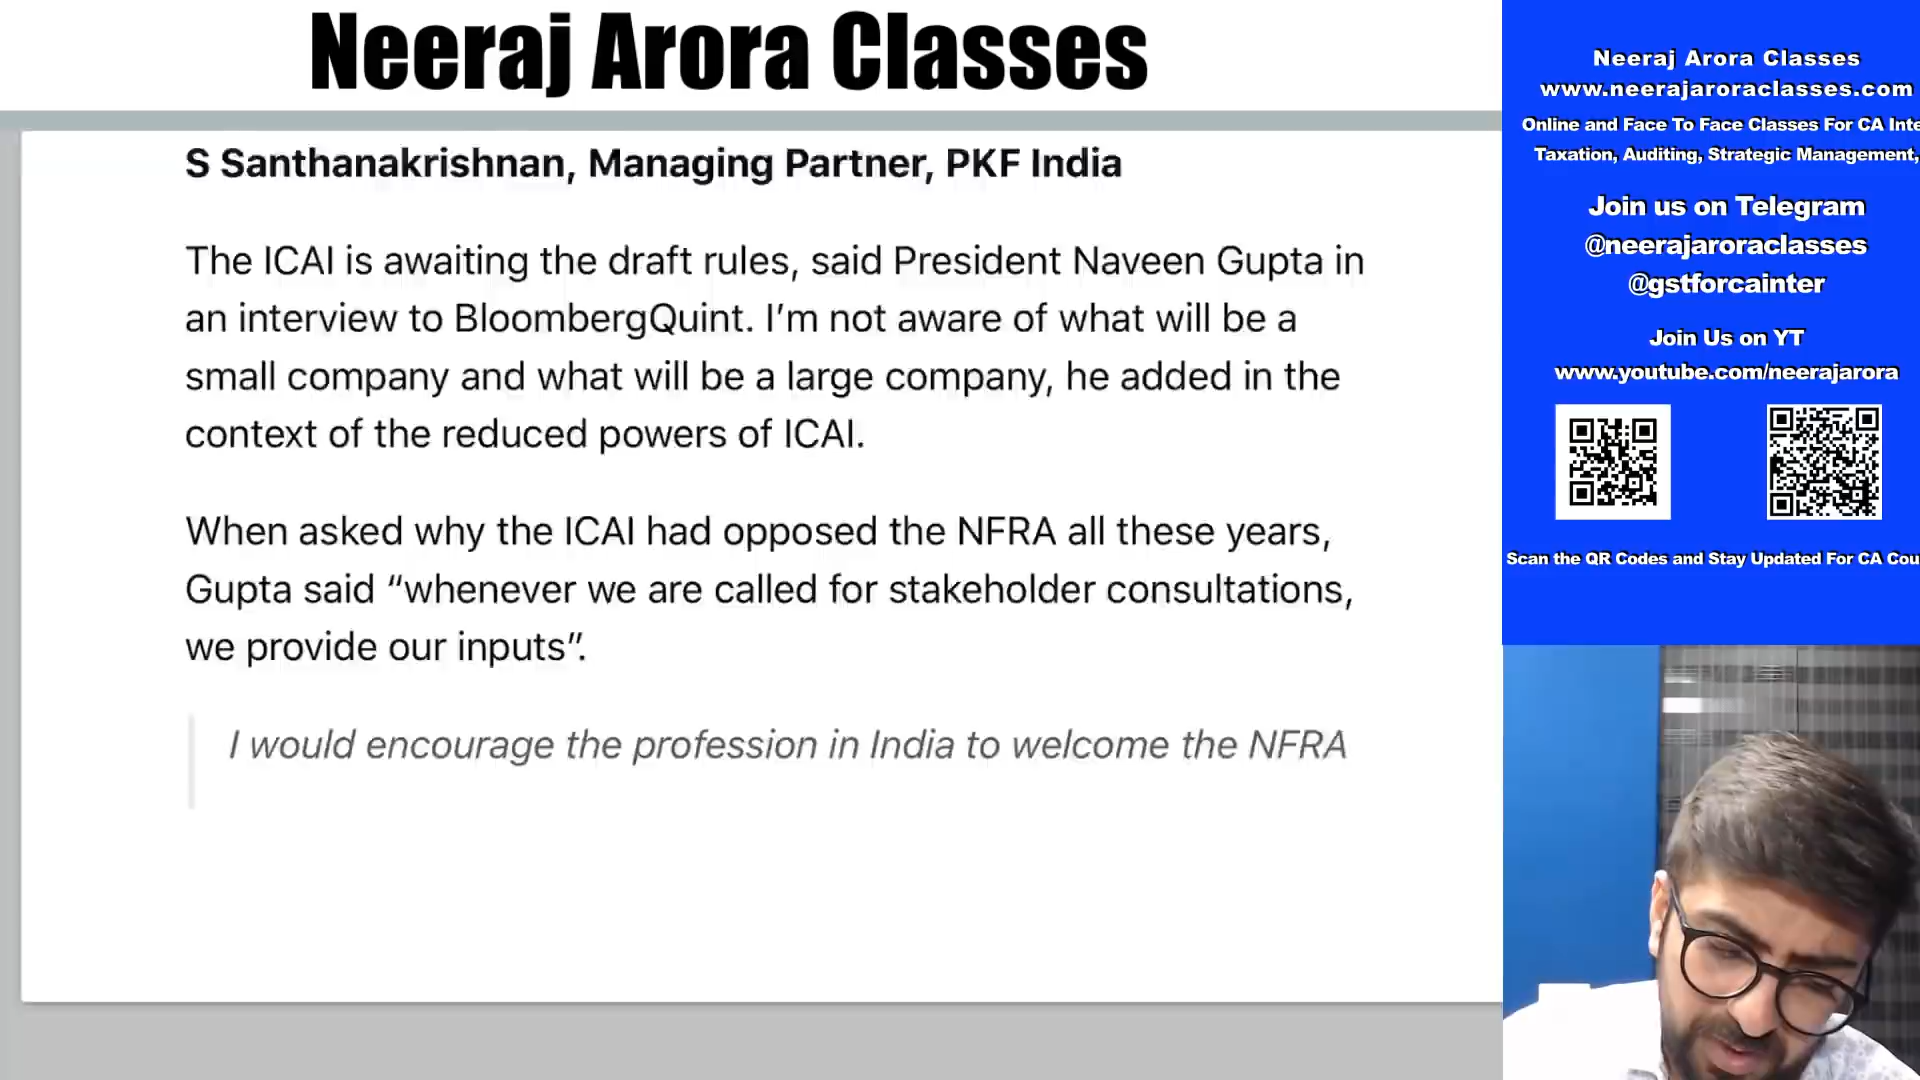 Neeraj Arora Classes
S Santhanakrishnan, Managing Partner, PKF India
The ICAI is awaiting the draft rules, said President Naveen Gupta in
an interview to BloombergQuint. I’m not aware of what will be a
small company and what will be a large company, he added in the
context of the reduced powers of ICAI.
When asked why the ICAI had opposed the NFRA all these years,
Gupta said “whenever we are called for stakeholder consultations,
we provide our inputs”.
I would encourage the profession in India to welcome the NFRA
Neeraj Arora Classes
www.neerajaroraclasses.com
Online and Face To Face Classes For CA Inte
Taxation, Auditing, Strategic Management,
Join us on Telegram
@neerajaroraclasses
@gstforcainter
Join Us on YT
www.youtube.com/neerajarora
Scan the QR Codes and Stay Updated For CA Cou